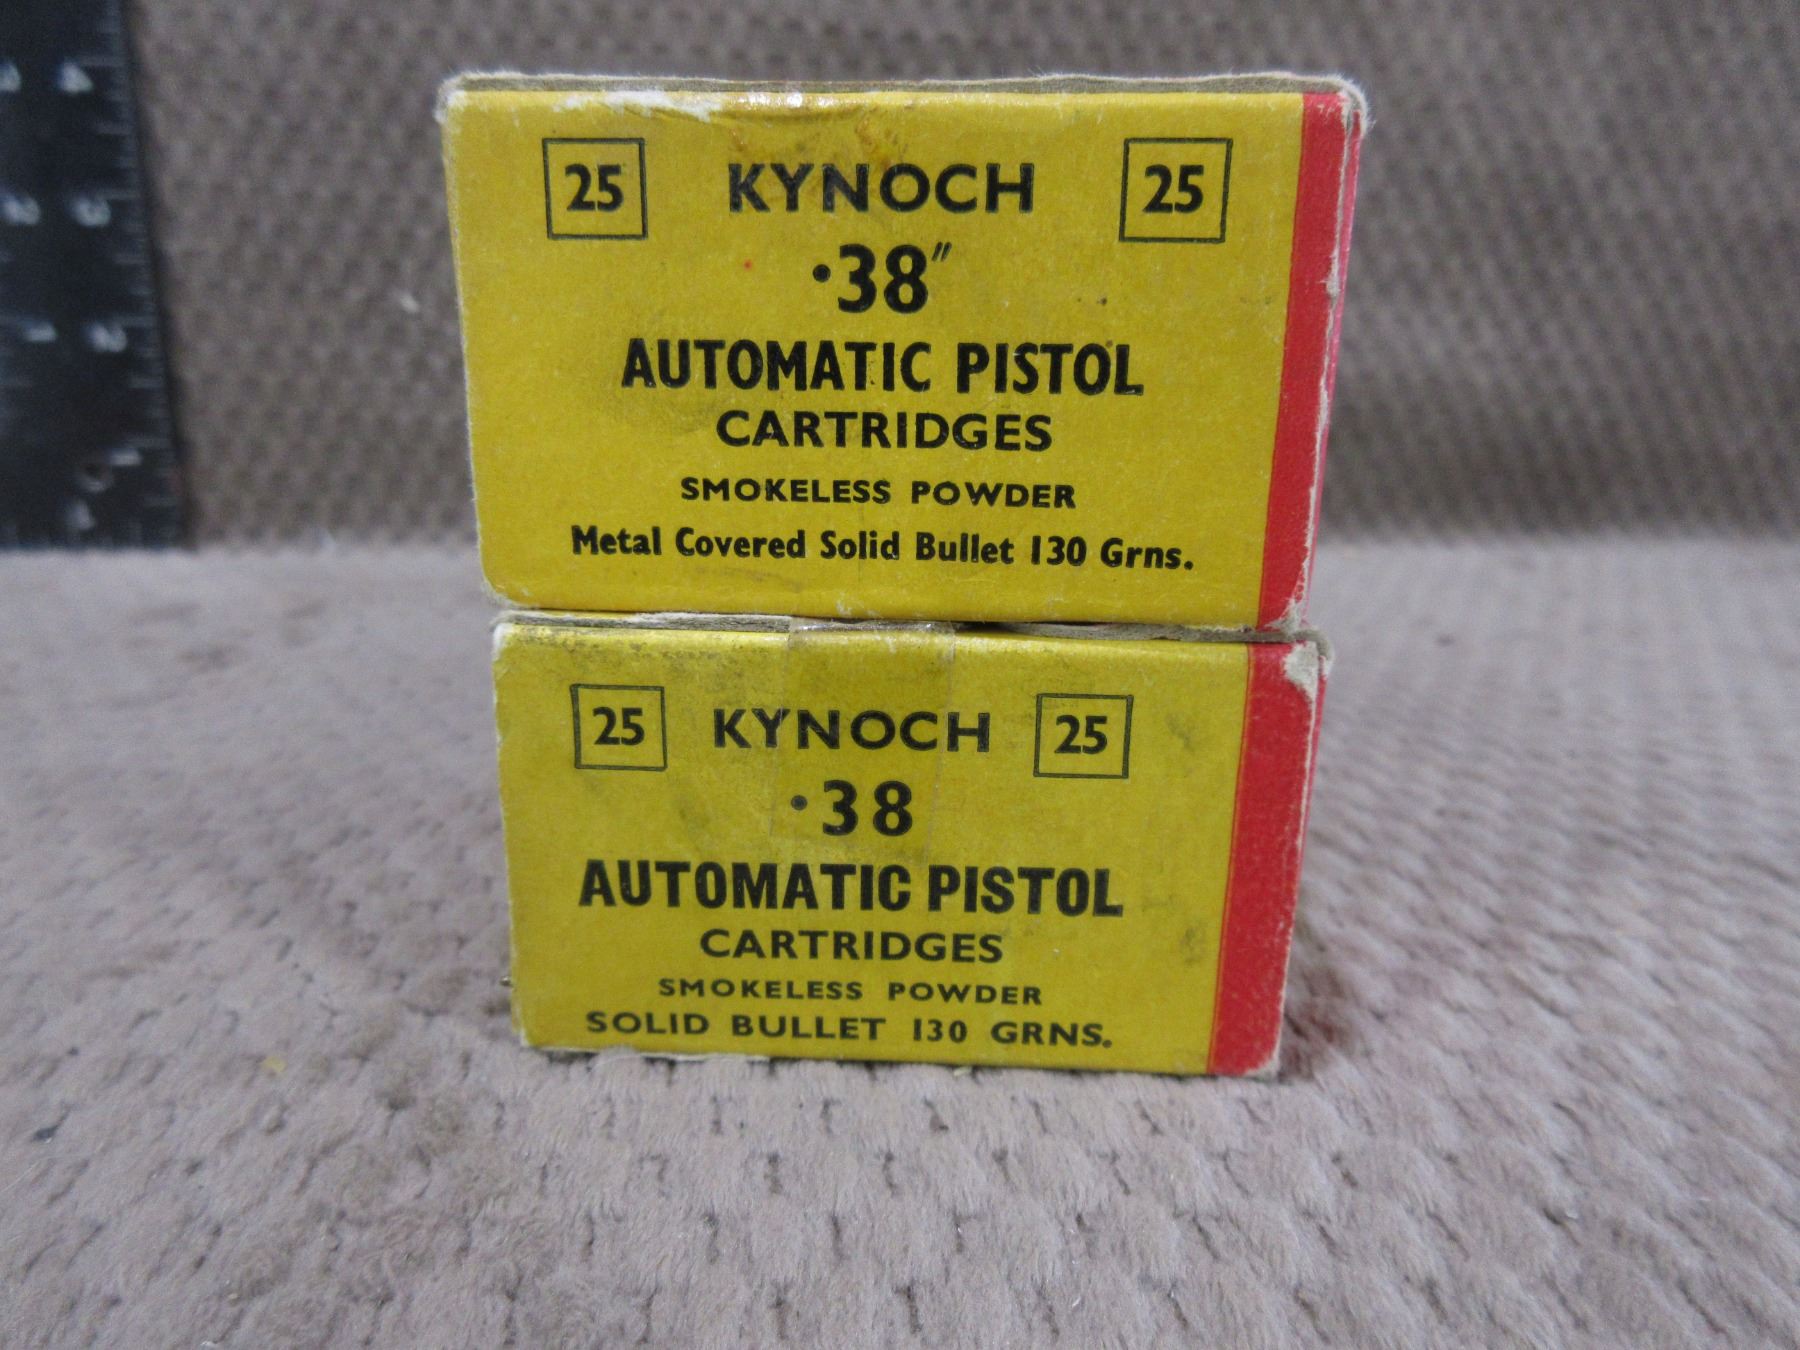 25 KYNOCH 25
·38"
AUTOMATIC PISTOL
CARTRIDGES
SMOKELESS POWDER
Metal Covered Solid Bullet 130 Grns.
25 KYNOCH 25
·38
AUTOMATIC PISTOL
CARTRIDGES
SMOKELESS POWDER
SOLID BULLET 130 GRNS.